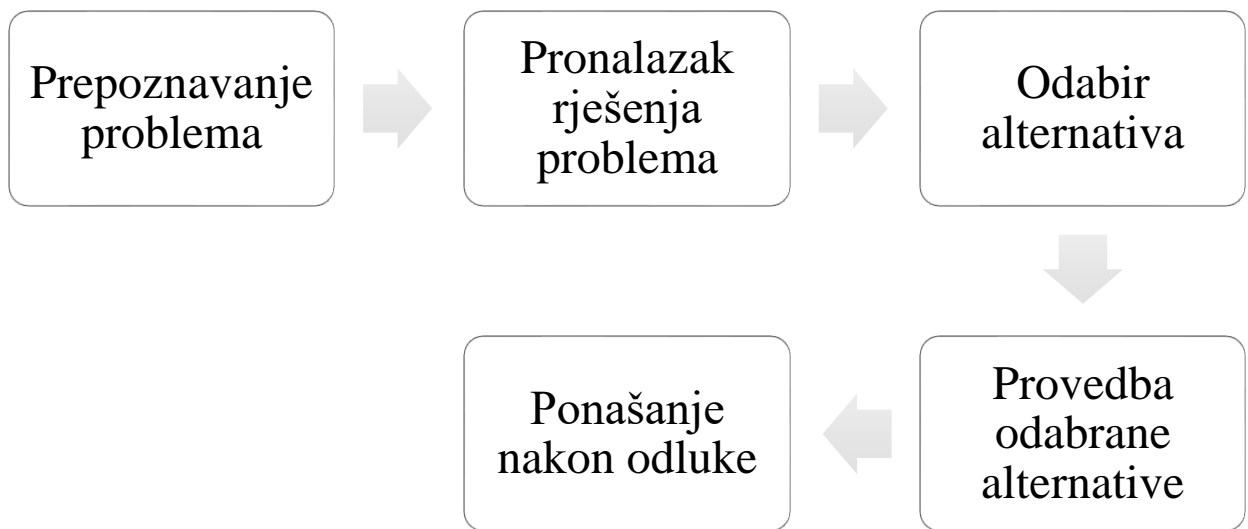 Prepoznavanje
problema
Pronalazak
rješenja
problema
Odabir
alternativa
Provedba
odabrane
alternative
Ponašanje
nakon odluke